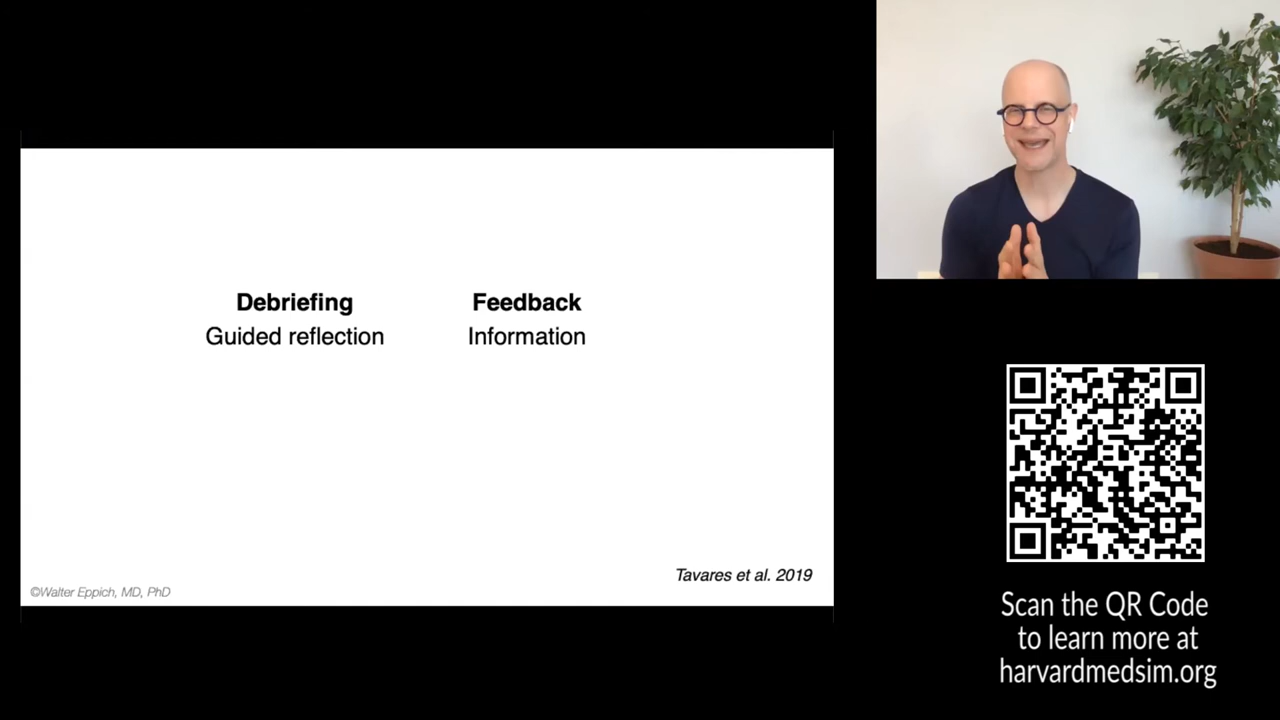 Debriefing
Guided reflection
Feedback
Information
Tavares et al. 2019
©Walter Eppich, MD, PhD
Scan the QR Code
to learn more at
harvardmedsim.org